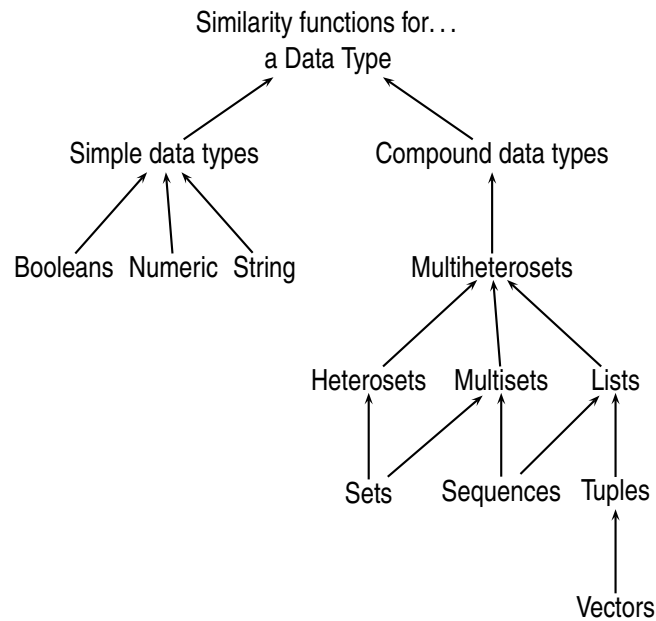 Similarity functions for...
a Data Type
Simple data types
Compound data types
Booleans
Numeric
String
Multiheterosets
Heterosets
Multisets
Lists
Sets
Sequences
Tuples
Vectors